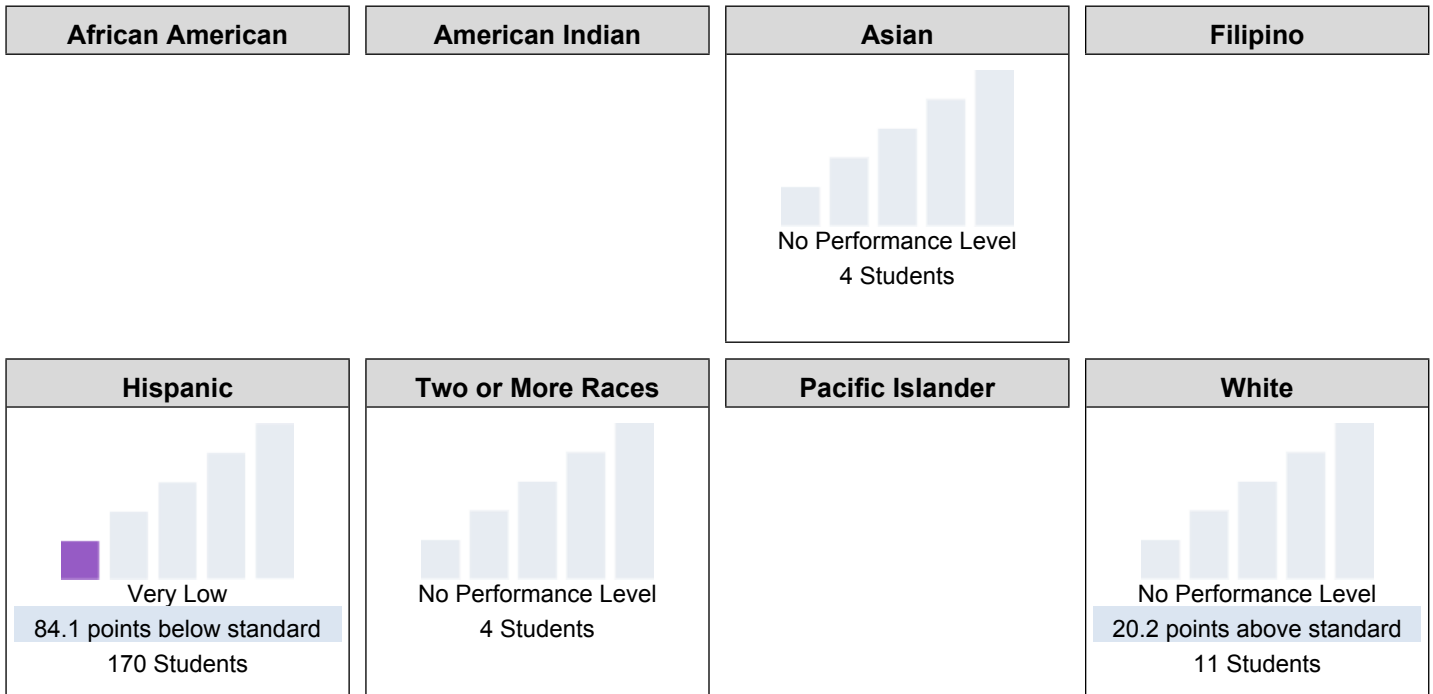 African American
American Indian
Asian
Filipino
No Performance Level
4 Students
Hispanic
Two or More Races
Pacific Islander
White
Very Low
84.1 points below standard
170 Students
No Performance Level
4 Students
No Performance Level
20.2 points above standard
11 Students